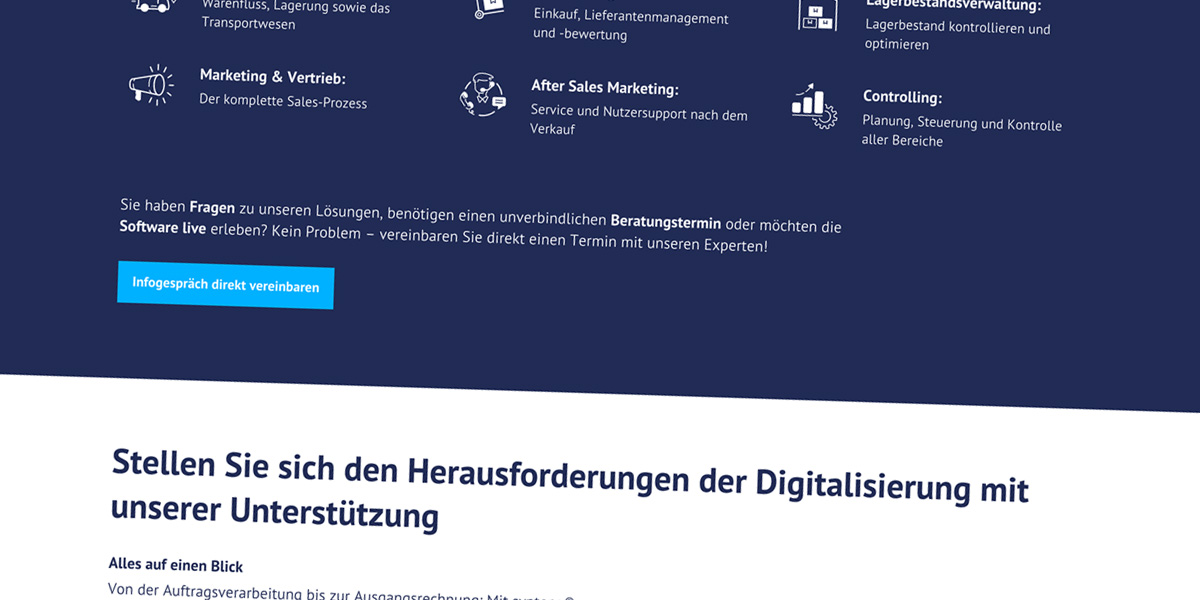 Warenfluss, Lagerung sowie das
Transportwesen
Einkauf, Lieferantenmanagement
und -bewertung
Lagerbestandsverwaltung:
Lagerbestand kontrollieren und
optimieren
Marketing & Vertrieb:
Der komplette Sales-Prozess
After Sales Marketing:
Service und Nutzersupport nach dem
Verkauf
Controlling:
Planung, Steuerung und Kontrolle
aller Bereiche
Sie haben Fragen zu unseren Lösungen, benötigen einen unverbindlichen Beratungstermin oder möchten die
Software live erleben? Kein Problem – vereinbaren Sie direkt einen Termin mit unseren Experten!
Infogespräch direkt vereinbaren
Stellen Sie sich den Herausforderungen der Digitalisierung mit
unserer Unterstützung
Alles auf einen Blick
Von der Auftragsverarbeitung bis zur Ausgangsrechnung: Mit